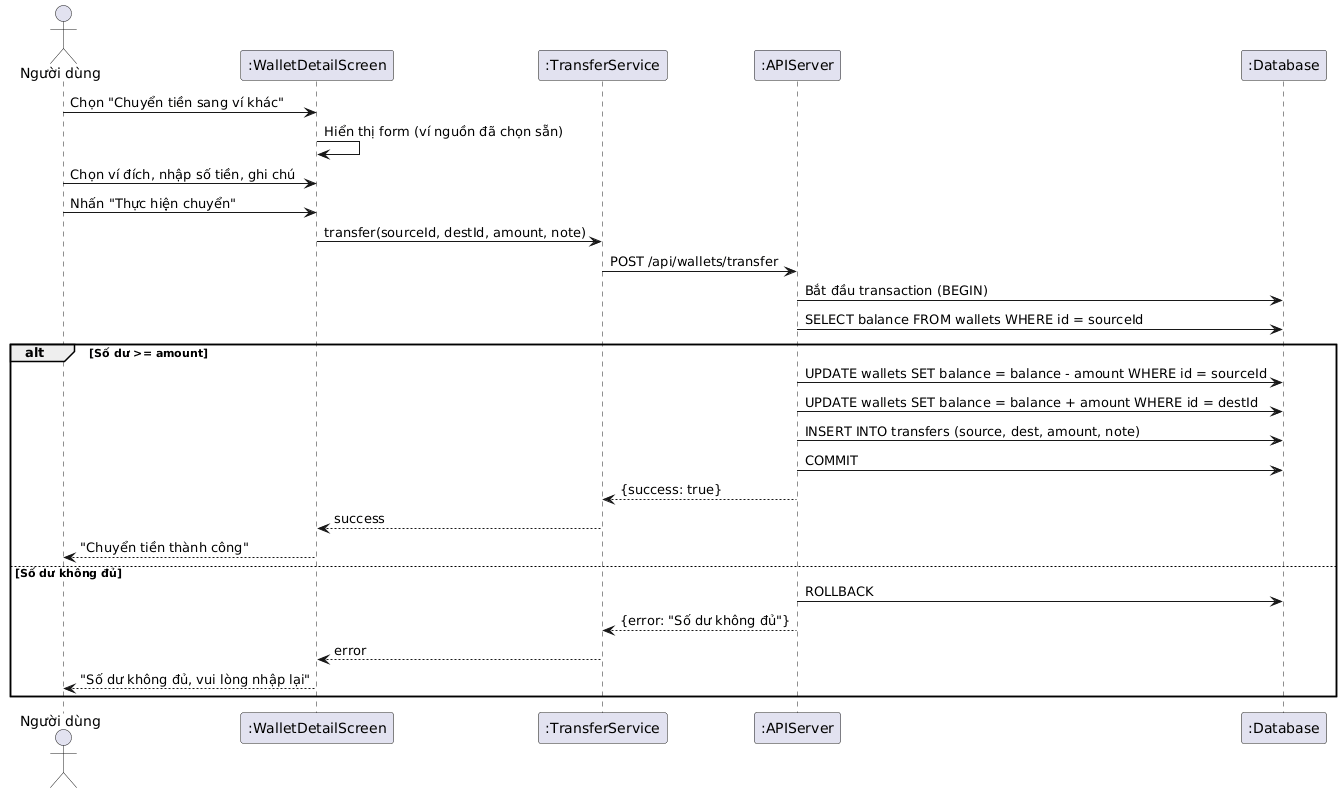 Người dùng
:WalletDetailScreen
:TransferService
:APIServer
:Database
Chọn "Chuyển tiền sang ví khác"
Hiển thị form (ví nguồn đã chọn sẵn)
Chọn ví đích, nhập số tiền, ghi chú
Nhấn "Thực hiện chuyển"
transfer(sourceId, destId, amount, note)
POST /api/wallets/transfer
Bắt đầu transaction (BEGIN)
SELECT balance FROM wallets WHERE id = sourceId
alt
[Số dư >= amount]
UPDATE wallets SET balance = balance - amount WHERE id = sourceId
UPDATE wallets SET balance = balance + amount WHERE id = destId
INSERT INTO transfers (source, dest, amount, note)
COMMIT
{success: true}
success
"Chuyển tiền thành công"
[Số dư không đủ]
ROLLBACK
{error: "Số dư không đủ"}
error
"Số dư không đủ, vui lòng nhập lại"
Người dùng
:WalletDetailScreen
:TransferService
:APIServer
:Database